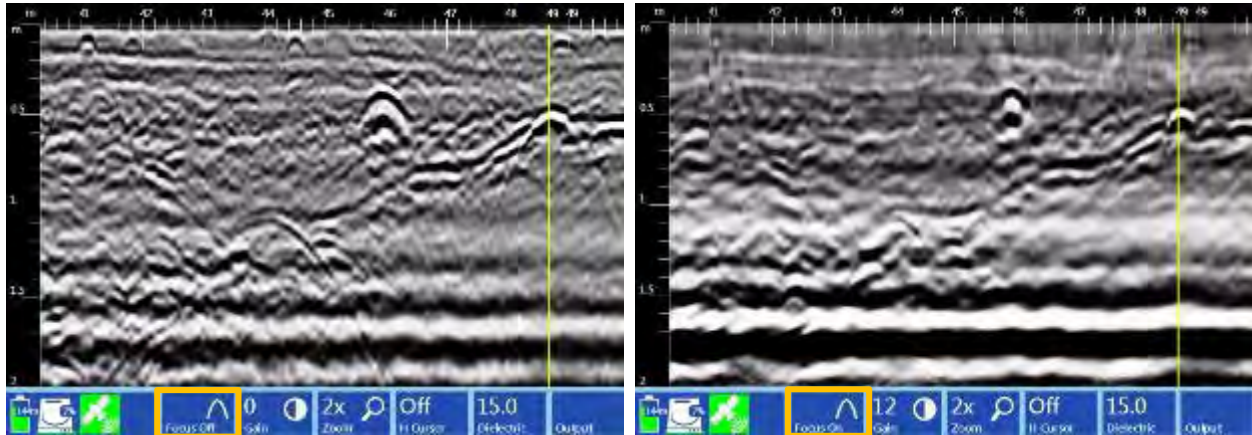 m 41 42 43 44 45 46 47 48 49 49
m
0.5
1
1.5
2
Focus Off
0
Gain
2x
Zoom
Off
H Cursor
15.0
Dielectric
Output
m 41 42 43 44 45 46 47 48 49 49
m
0.5
1
1.5
2
Focus On
12
Gain
2x
Zoom
Off
H Cursor
15.0
Dielectric
Output